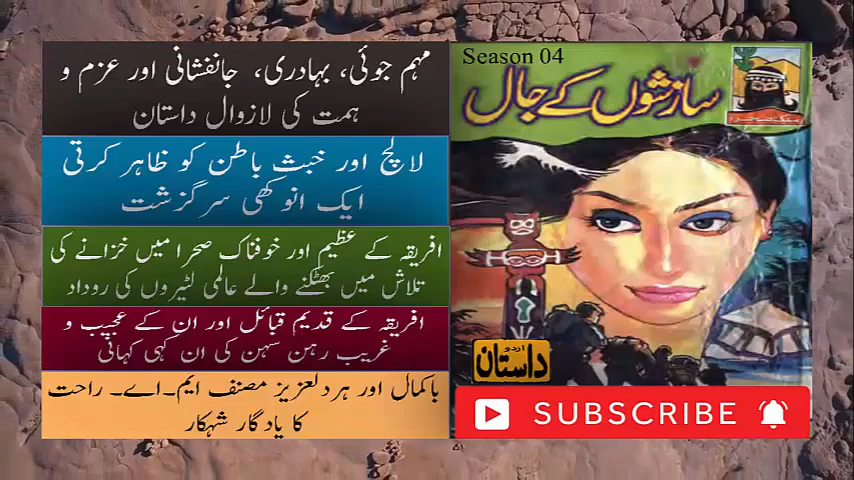 مہم جوئی، بہادری، جانفشانی اور عزم و
ہمت کی لازوال داستان
لالچ اور خبث باطن کو ظاہر کرتی
ایک انوکھی سرگزشت
افریقہ کے عظیم اور خوفناک صحرا میں خزانے کی
تلاش میں بھٹکنے والے عالمی لٹیروں کی روداد
افریقہ کے قدیم قبائل اور ان کے عجیب و
غریب رہن سہن کی ان کہی کہانی
باکمال اور ہردلعزیز مصنف ایم۔اے۔ راحت
کا یادگار شہکار
Season 04
سازشوں کے جال
اردو
داستان
SUBSCRIBE